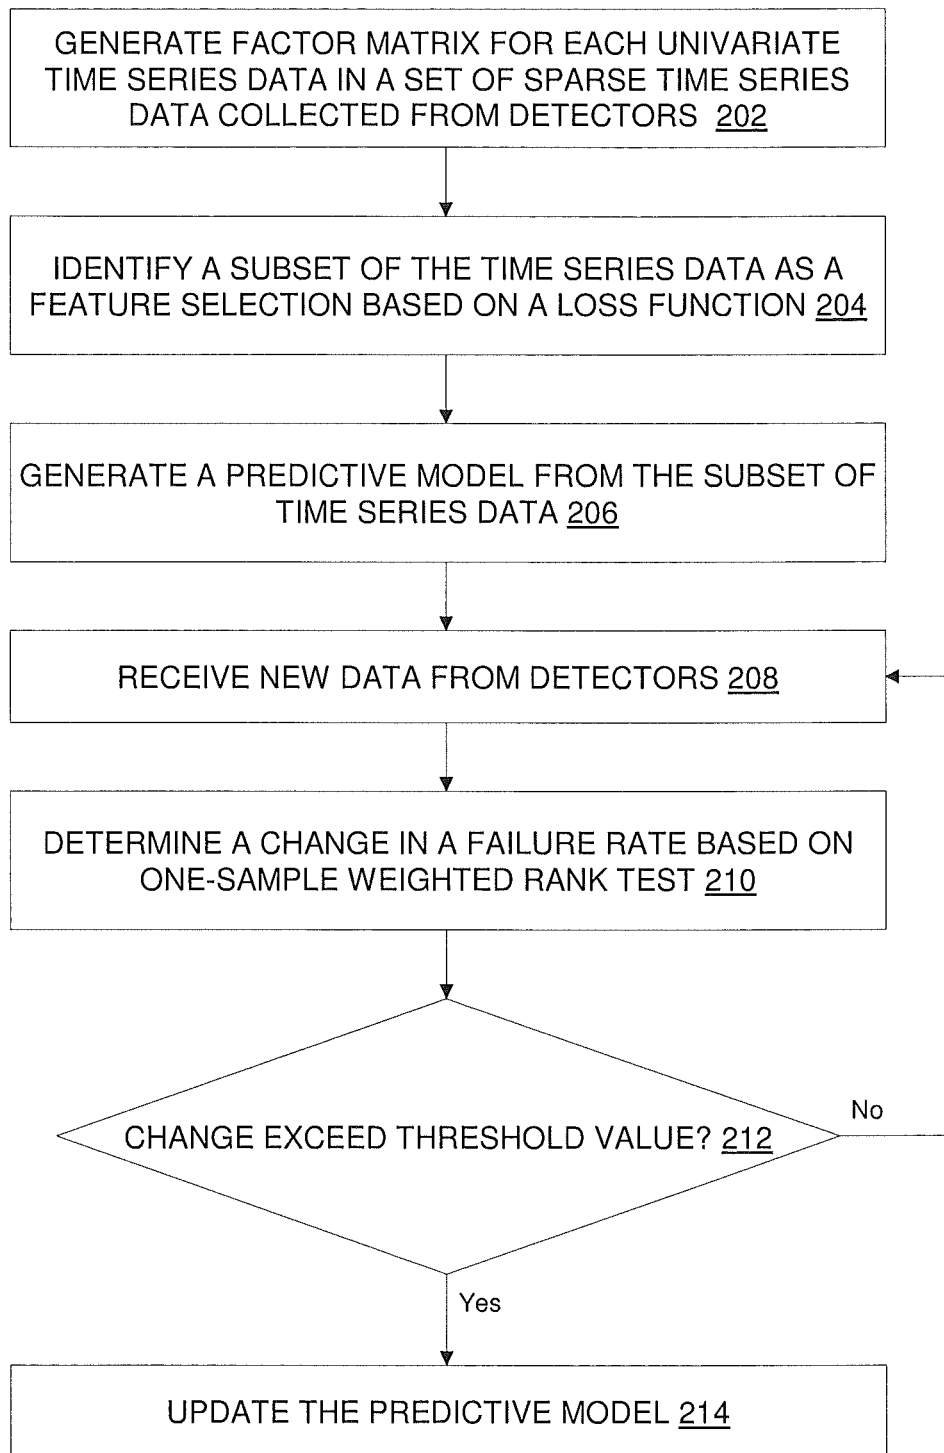 GENERATE FACTOR MATRIX FOR EACH UNIVARIATE
TIME SERIES DATA IN A SET OF SPARSE TIME SERIES
DATA COLLECTED FROM DETECTORS 202
IDENTIFY A SUBSET OF THE TIME SERIES DATA AS A
FEATURE SELECTION BASED ON A LOSS FUNCTION 204
GENERATE A PREDICTIVE MODEL FROM THE SUBSET OF
TIME SERIES DATA 206
RECEIVE NEW DATA FROM DETECTORS 208
DETERMINE A CHANGE IN A FAILURE RATE BASED ON
ONE-SAMPLE WEIGHTED RANK TEST 210
No
CHANGE EXCEED THRESHOLD VALUE? 212
Yes
UPDATE THE PREDICTIVE MODEL 214